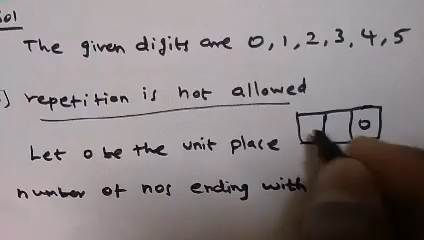 Sol
The given digits are 0, 1, 2, 3, 4, 5
) repetition is not allowed
Let 0 be the unit place 0
number of nos ending with